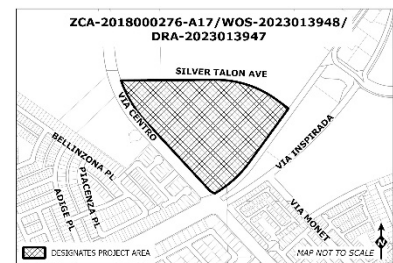 ZCA-2018000276-A17/WOS-2023013948/
DRA-2023013947
SILVER TALON AVE
VIA CENTRO
BELLINZONA PL
PIACENZA PL
ADIGE PL
VIA INSPIRADA
VIA MONET
DESIGNATES PROJECT AREA
MAP NOT TO SCALE
N